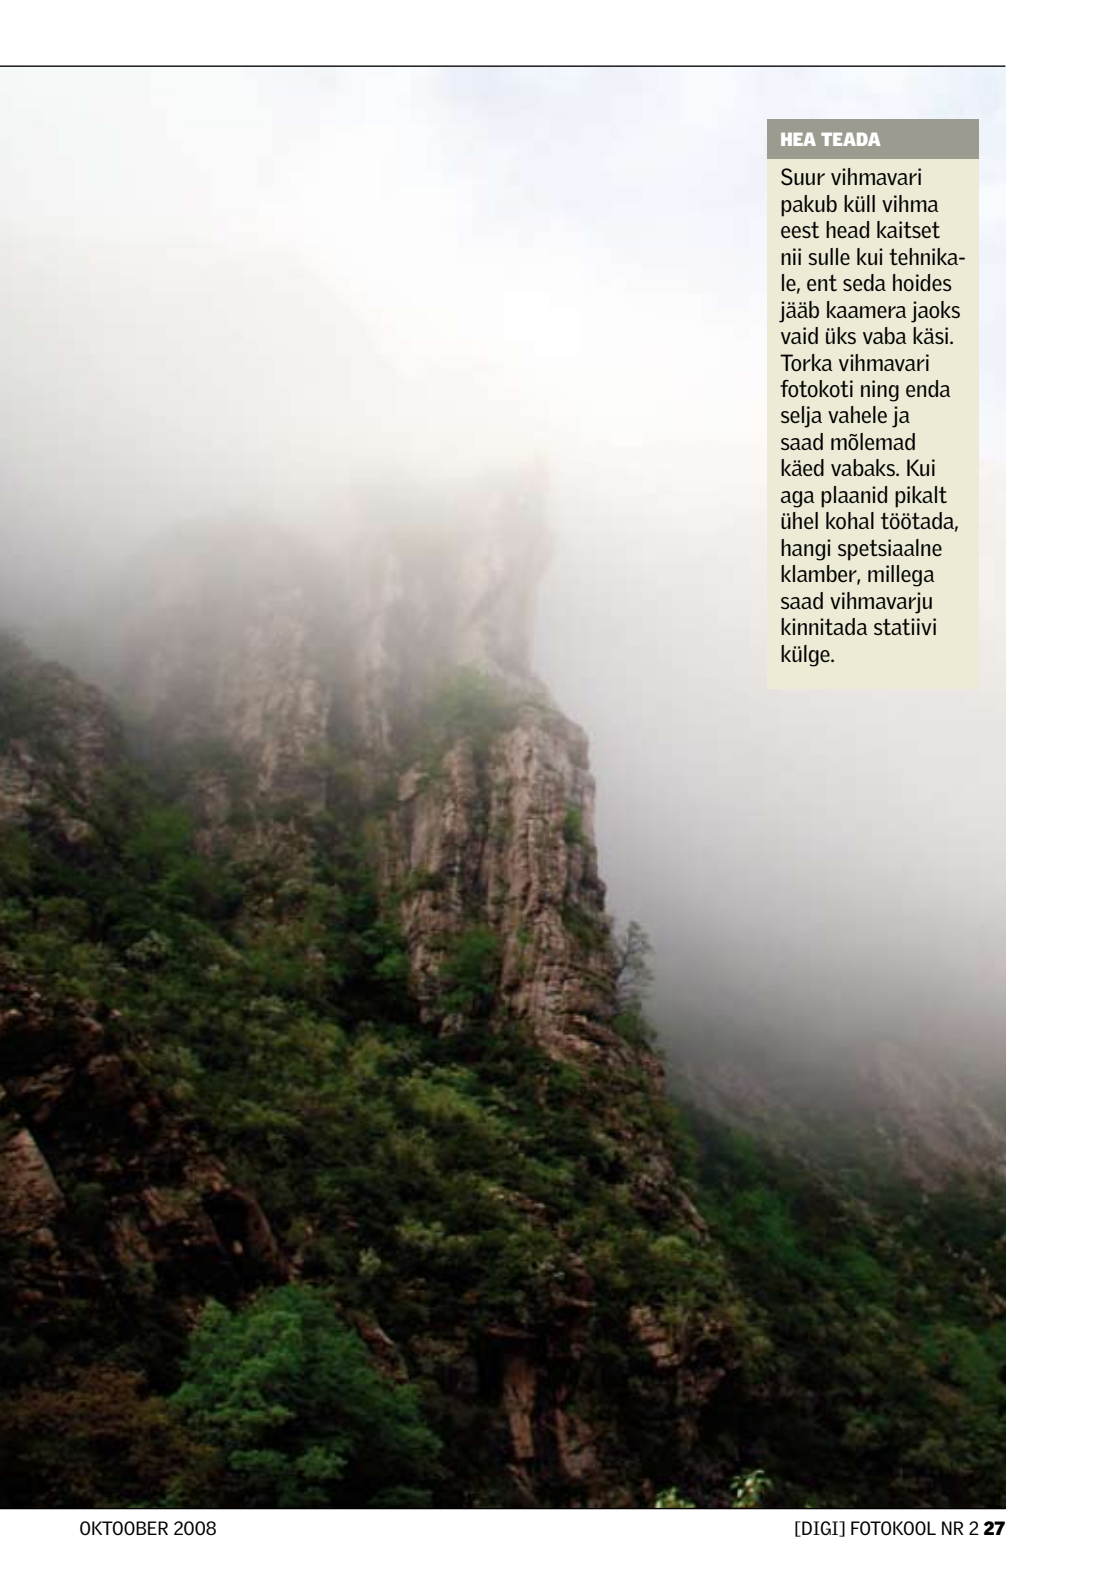 HEA TEADA
Suur vihmavari
pakub küll vihma
eest head kaitset
nii sulle kui tehnika-
le, ent seda hoides
jääb kaamera jaoks
vaid üks vaba käsi.
Torka vihmavari
fotokoti ning enda
selja vahele ja
saad mõlemad
käed vabaks. Kui
aga plaanid pikalt
ühel kohal töötada,
hangi spetsiaalne
klamber, millega
saad vihmavarju
kinnitada statiivi
külge.
OKTOOBER 2008
[DIGI] FOTOKOOL NR 2 27